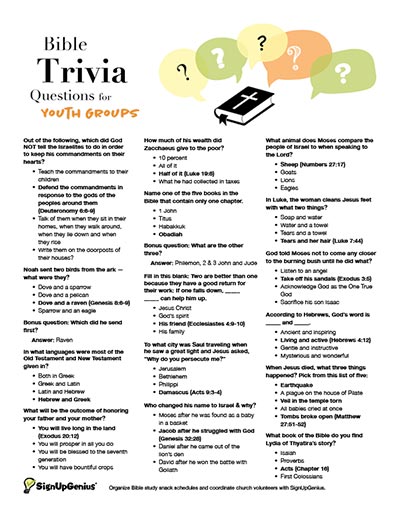 Bible
Trivia
Questions for
YOUTH GROUPS
? ? ? ? ?
Out of the following, which did God
NOT tell the Israelites to do in order
to keep his commandments on their
hearts?
• Teach the commandments to their
children
• Defend the commandments in
response to the gods of the
peoples around them
(Deuteronomy 6:6-9)
• Talk of them when they sit in their
homes, when they walk around,
when they lie down and when
they rise
• Write them on the doorposts of
their houses?
Noah sent two birds from the ark —
what were they?
• Dove and a sparrow
• Dove and a pelican
• Dove and a raven (Genesis 8:6-9)
• Sparrow and an eagle
Bonus question: Which did he send
first?
Answer: Raven
In what languages were most of the
Old Testament and New Testament
given in?
• Both in Greek
• Greek and Latin
• Latin and Hebrew
• Hebrew and Greek
What will be the outcome of honoring
your father and your mother?
• You will live long in the land
(Exodus 20:12)
• You will prosper in all you do
• You will be blessed to the seventh
generation
• You will have bountiful crops
How much of his wealth did
Zacchaeus give to the poor?
• 10 percent
• All of it
• Half of it (Luke 19:8)
• What he had collected in taxes
Name one of the five books in the
Bible that contain only one chapter.
• 1 John
• Titus
• Habakkuk
• Obadiah
Bonus question: What are the other
three?
Answer: Philemon, 2 & 3 John and Jude
Fill in this blank: Two are better than one
because they have a good return for
their work: If one falls down, _____
_____ can help him up.
• Jesus Christ
• God's spirit
• His friend (Ecclesiastes 4:9-10)
• His family
To what city was Saul traveling when
he saw a great light and Jesus asked,
"Why do you persecute me?"
• Jerusalem
• Bethlehem
• Philippi
• Damascus (Acts 9:3-4)
Who changed his name to Israel & why?
• Moses after he was found as a baby
in a basket
• Jacob after he struggled with God
(Genesis 32:28)
• Daniel after he came out of the
lion's den
• David after he won the battle with
Goliath
What animal does Moses compare the
people of Israel to when speaking to
the Lord?
• Sheep (Numbers 27:17)
• Goats
• Lions
• Eagles
In Luke, the woman cleans Jesus feet
with what two things?
• Soap and water
• Water and a towel
• Tears and a towel
• Tears and her hair (Luke 7:44)
God told Moses not to come any closer
to the burning bush until he did what?
• Listen to an angel
• Take off his sandals (Exodus 3:5)
• Acknowledge God as the One True
God
• Sacrifice his son Isaac
According to Hebrews, God's word is
_____ and _____.
• Ancient and inspiring
• Living and active (Hebrews 4:12)
• Gentle and instructive
• Mysterious and wonderful
When Jesus died, what three things
happened? Pick from this list of five:
• Earthquake
• A plague on the house of Pilate
• Veil in the temple torn
• All babies cried at once
• Tombs broke open (Matthew
27:51-52)
What book of the Bible do you find
Lydia of Thyatira's story?
• Isaiah
• Proverbs
• Acts (Chapter 16)
• First Colossians
SignUpGenius
Organize Bible study snack schedules and coordinate church volunteers with SignUpGenius.